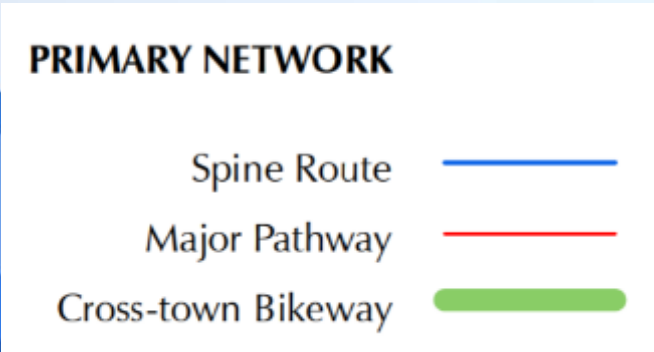 PRIMARY NETWORK
Spine Route
Major Pathway
Cross-town Bikeway